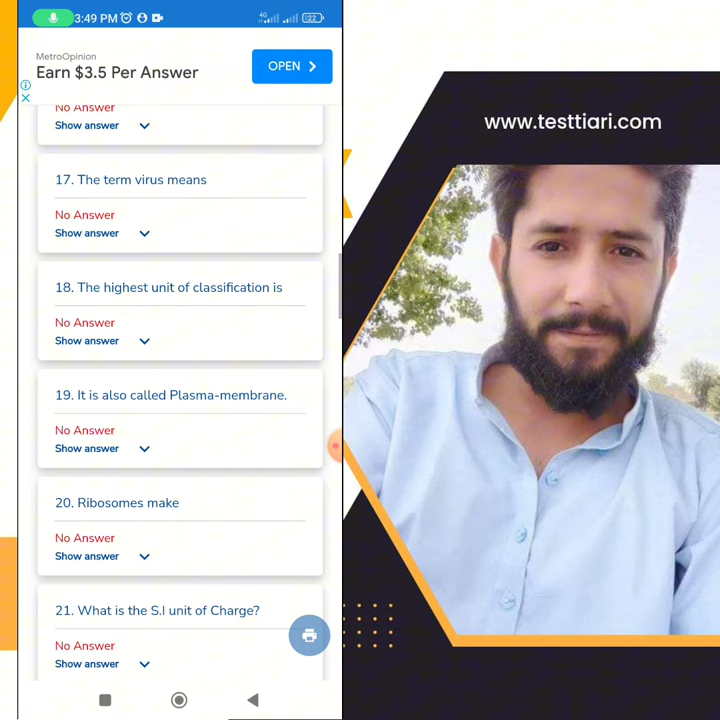 3:49 PM
4G
22
MetroOpinion
Earn $3.5 Per Answer
OPEN
No Answer
Show answer
17. The term virus means
No Answer
Show answer
18. The highest unit of classification is
No Answer
Show answer
19. It is also called Plasma-membrane.
No Answer
Show answer
20. Ribosomes make
No Answer
Show answer
21. What is the S.I unit of Charge?
No Answer
Show answer
www.testtiari.com